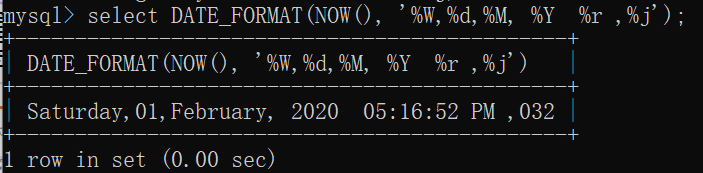 mysql> select DATE_FORMAT(NOW(), '%W,%d,%M, %Y  %r ,%j');
+-------------------------------------------+
| DATE_FORMAT(NOW(), '%W,%d,%M, %Y  %r ,%j')  |
+-------------------------------------------+
| Saturday,01,February, 2020  05:16:52 PM ,032 |
+-------------------------------------------+
1 row in set (0.00 sec)